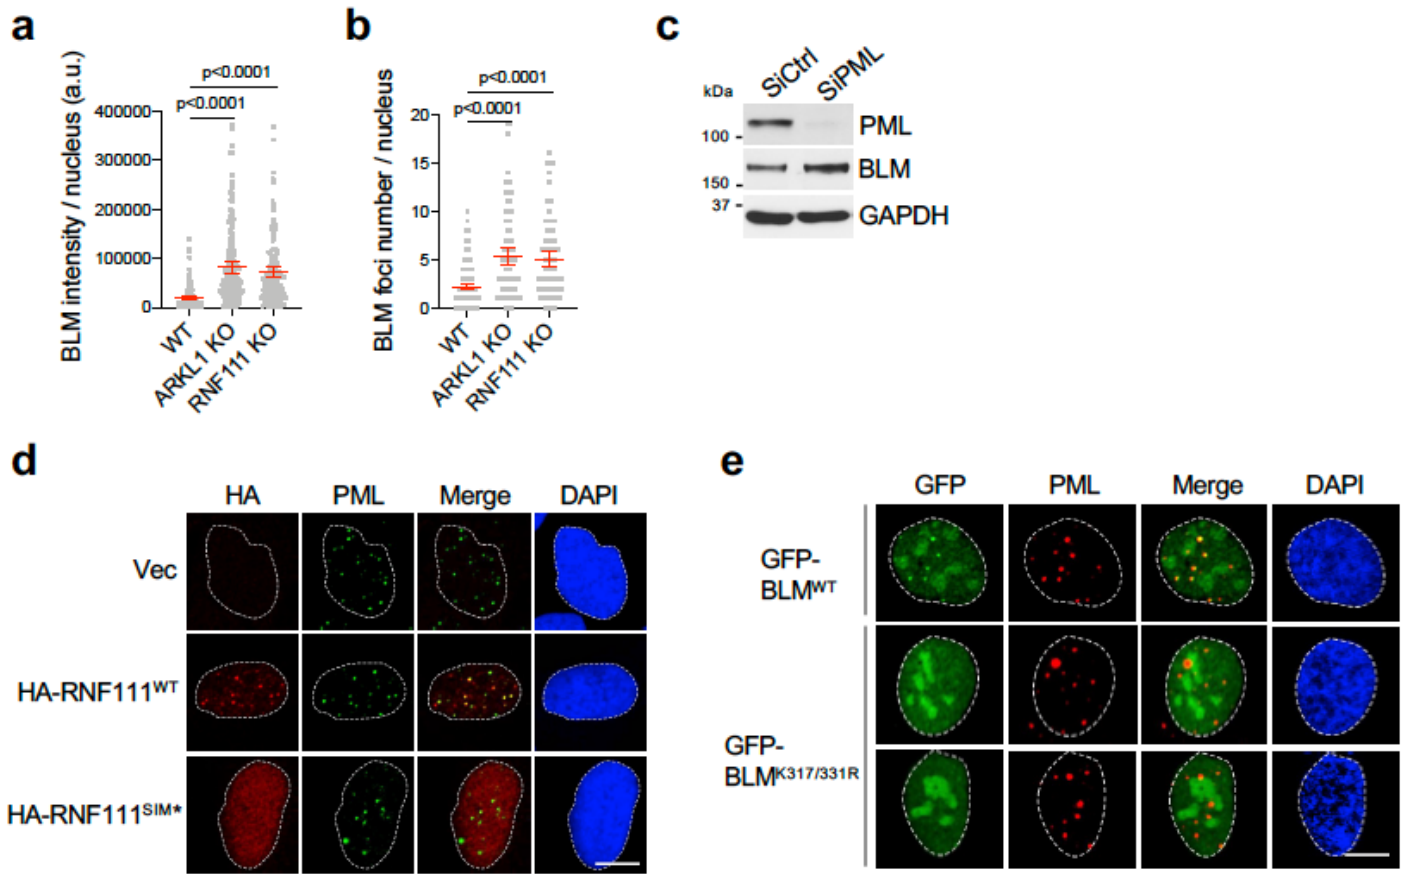 a
BLM intensity / nucleus (a.u.)
p<0.0001
p<0.0001
400000
300000
200000
100000
0
WT
ARKL1 KO
RNF111 KO
b
BLM foci number / nucleus
p<0.0001
p<0.0001
20
15
10
5
0
WT
ARKL1 KO
RNF111 KO
c
SiCtrl
SiPML
kDa
100
PML
150
BLM
37
GAPDH
d
HA PML Merge DAPI
Vec
HA-RNF111WT
HA-RNF111SIM*
e
GFP PML Merge DAPI
GFP-
BLMWT
GFP-
BLMK317/331R